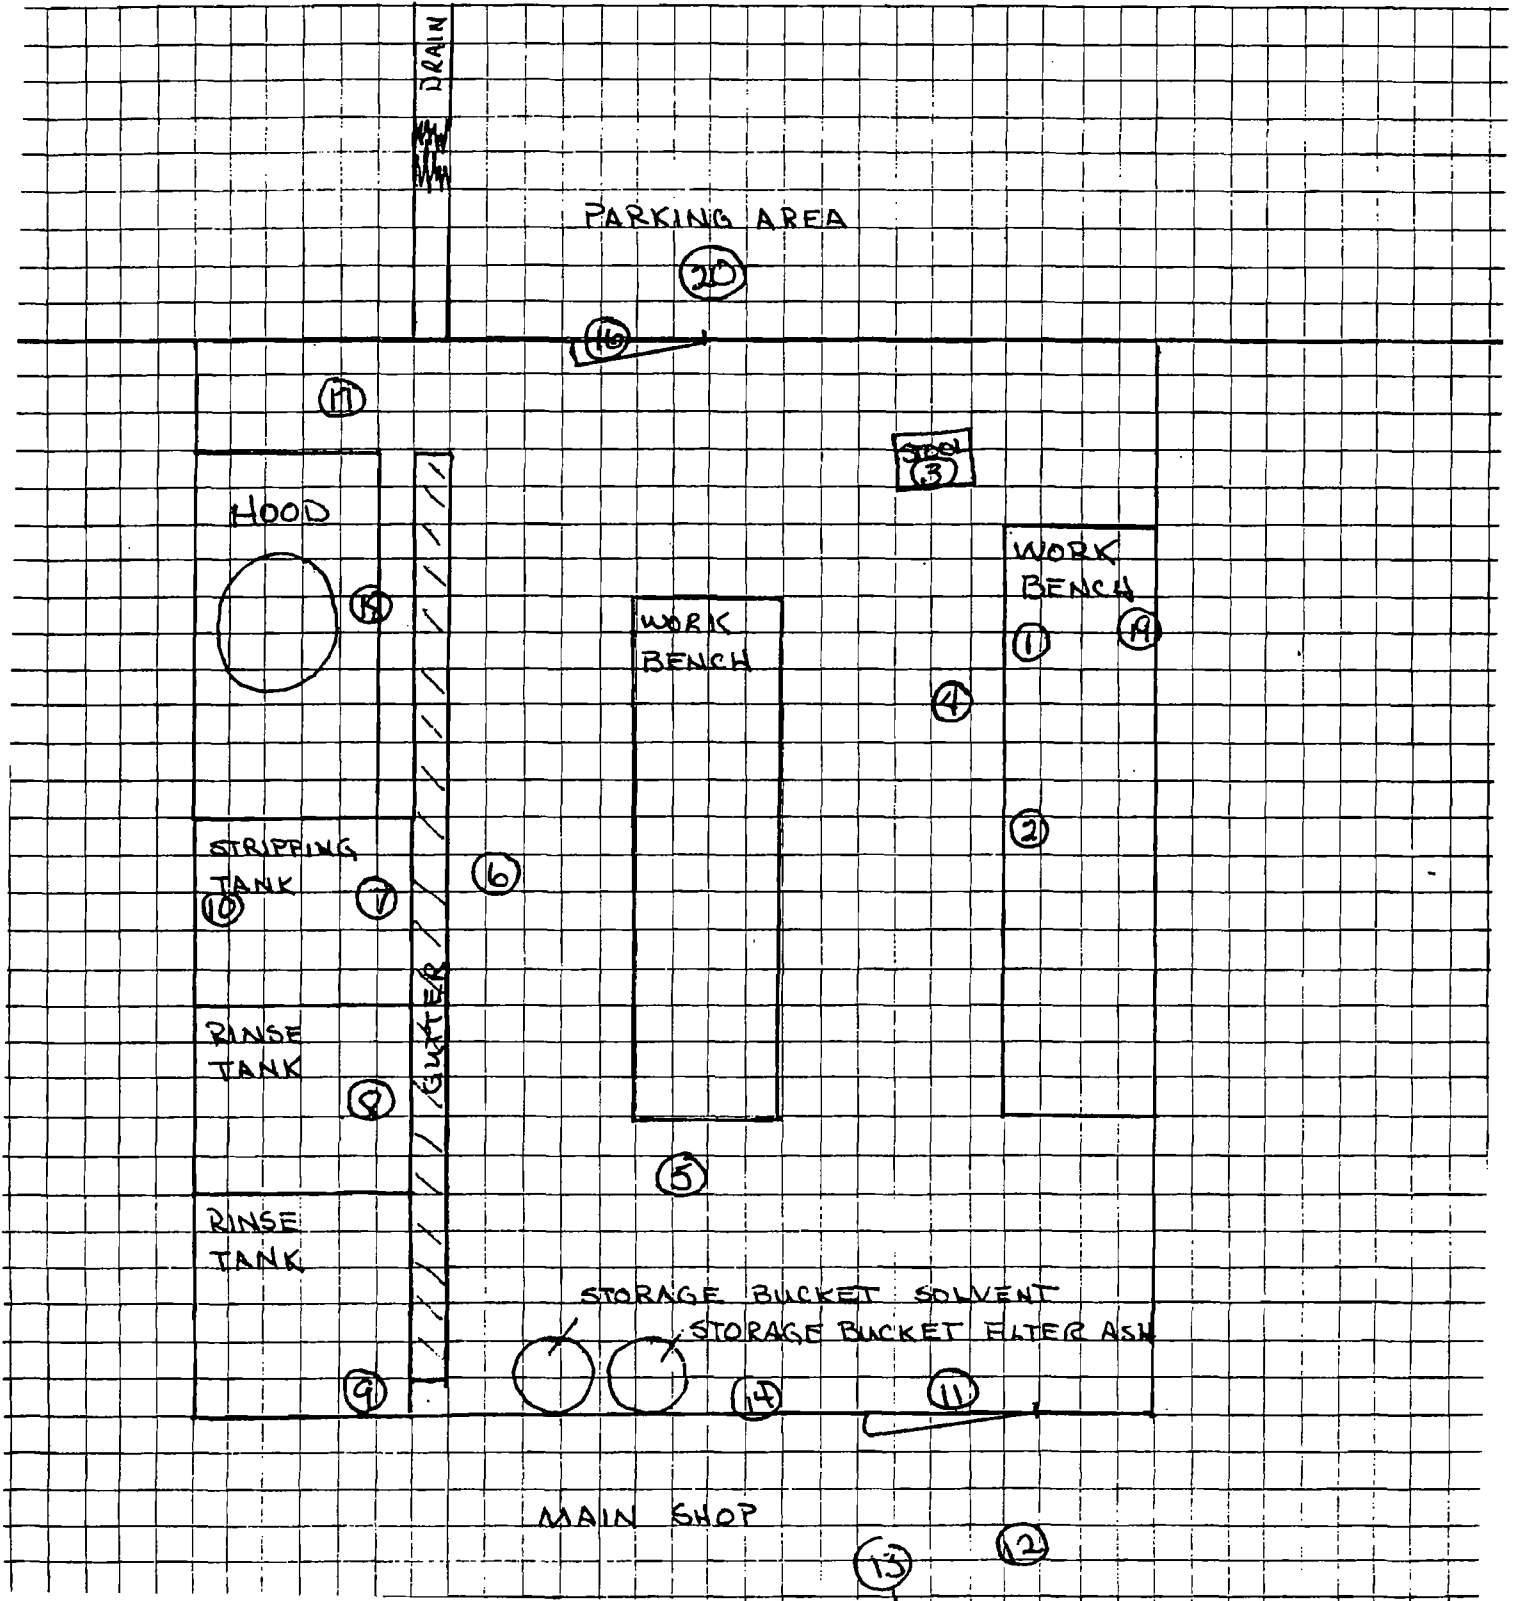 DRAIN
PARKING AREA
20
16
17
STOOL
3
HOOD
WORK
BENCH
WORK
BENCH
1
19
4
2
STRIPPING
TANK
10
7
6
GUTTER
RINSE
TANK
8
5
RINSE
TANK
STORAGE BUCKET SOLVENT
STORAGE BUCKET FLTER ASH
9
14
11
MAIN SHOP
13
12